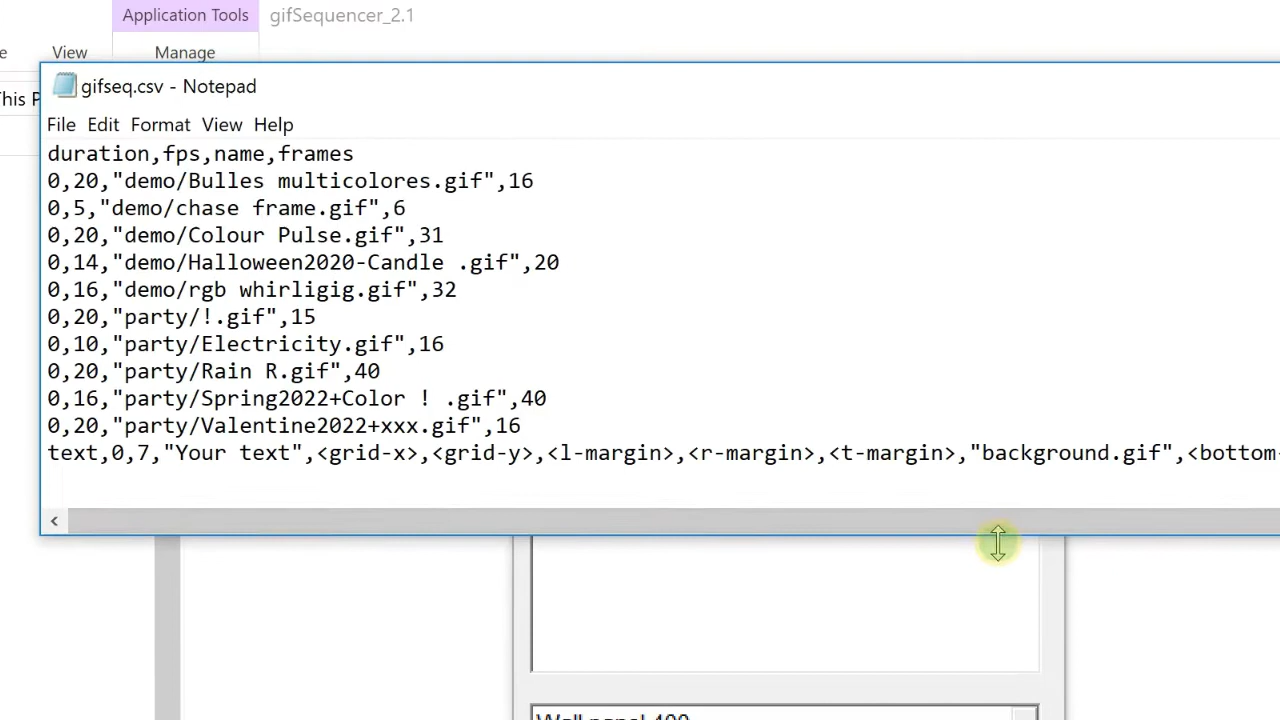 Application Tools gifSequencer_2.1
View Manage
gifseq.csv - Notepad
File Edit Format View Help
duration,fps,name,frames
0,20,"demo/Bulles multicolores.gif",16
0,5,"demo/chase frame.gif",6
0,20,"demo/Colour Pulse.gif",31
0,14,"demo/Halloween2020-Candle .gif",20
0,16,"demo/rgb whirligig.gif",32
0,20,"party/!.gif",15
0,10,"party/Electricity.gif",16
0,20,"party/Rain R.gif",40
0,16,"party/Spring2022+Color ! .gif",40
0,20,"party/Valentine2022+xxx.gif",16
text,0,7,"Your text",<grid-x>,<grid-y>,<l-margin>,<r-margin>,<t-margin>,"background.gif",<bottom-